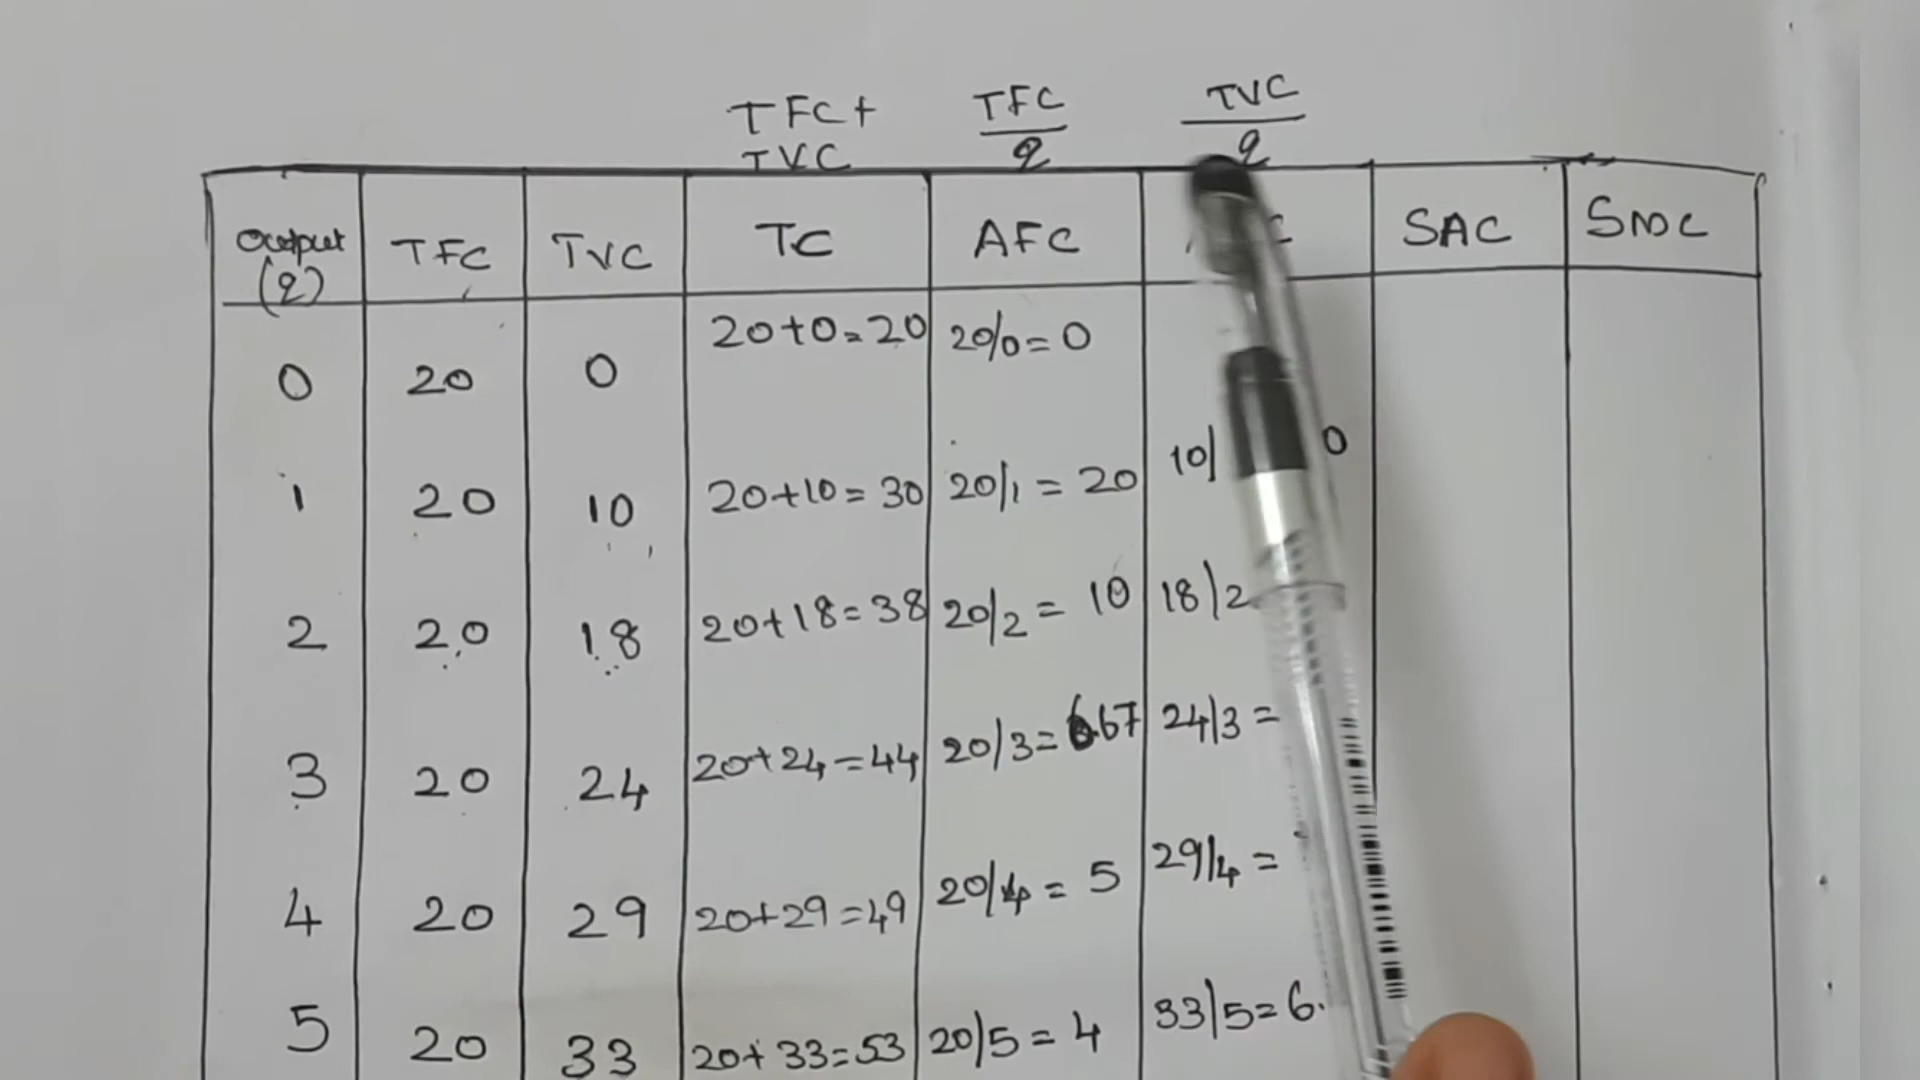 TFC+
TVC
TFC
q
TVC
q
Output
(q)
TFC
TVC
TC
AFC
SAC
SMC
0
20
0
20+0=20
20/0=0
1
20
10
20+10=30
20/1=20
10/
0
2
20
18
20+18=38
20/2=10
18/2
3
20
24
20+24=44
20/3=6.67
24/3=
4
20
29
20+29=49
20/4=5
29/4=
5
20
33
20+33=53
20/5=4
33/5=6.